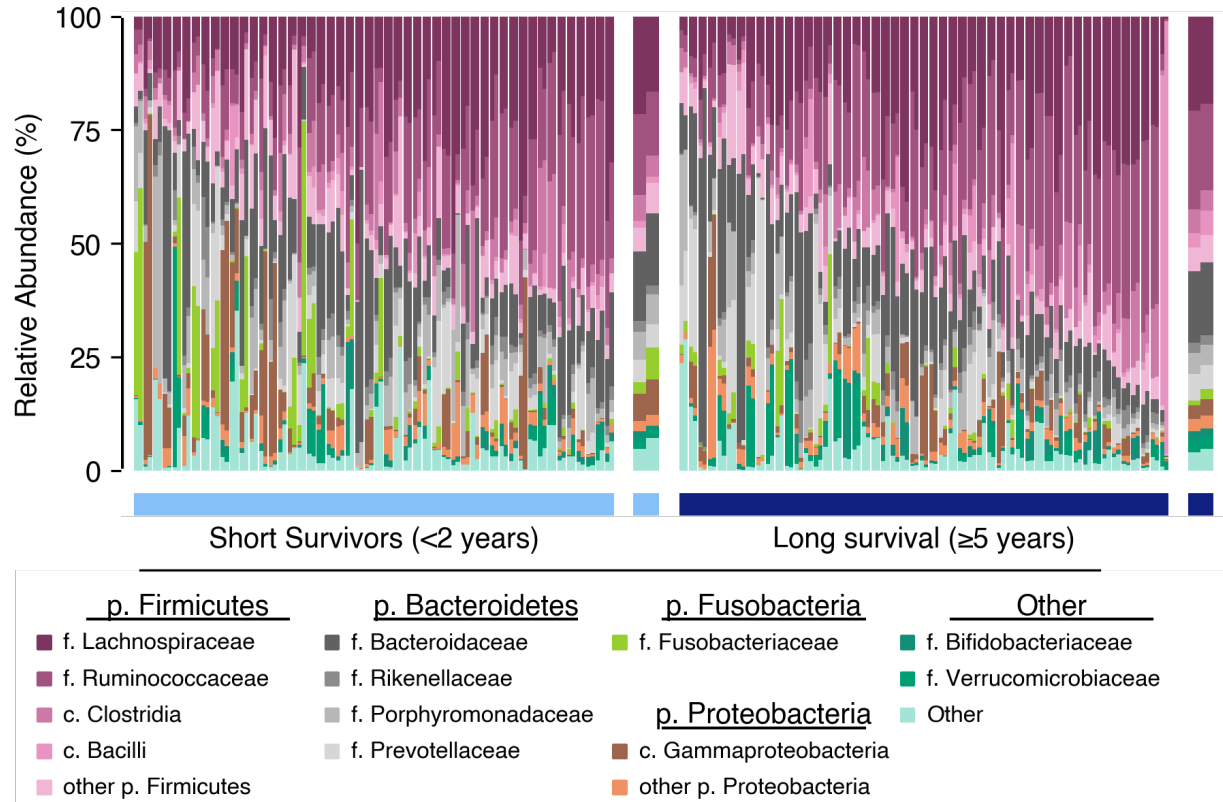 100
75
50
25
0
Relative Abundance (%)
Short Survivors (<2 years)
Long survival (≥5 years)
p. Firmicutes
f. Lachnospiraceae
f. Ruminococcaceae
c. Clostridia
c. Bacilli
other p. Firmicutes
p. Bacteroidetes
f. Bacteroidaceae
f. Rikenellaceae
f. Porphyromonadaceae
f. Prevotellaceae
p. Fusobacteria
f. Fusobacteriaceae
p. Proteobacteria
c. Gammaproteobacteria
other p. Proteobacteria
Other
f. Bifidobacteriaceae
f. Verrucomicrobiaceae
Other